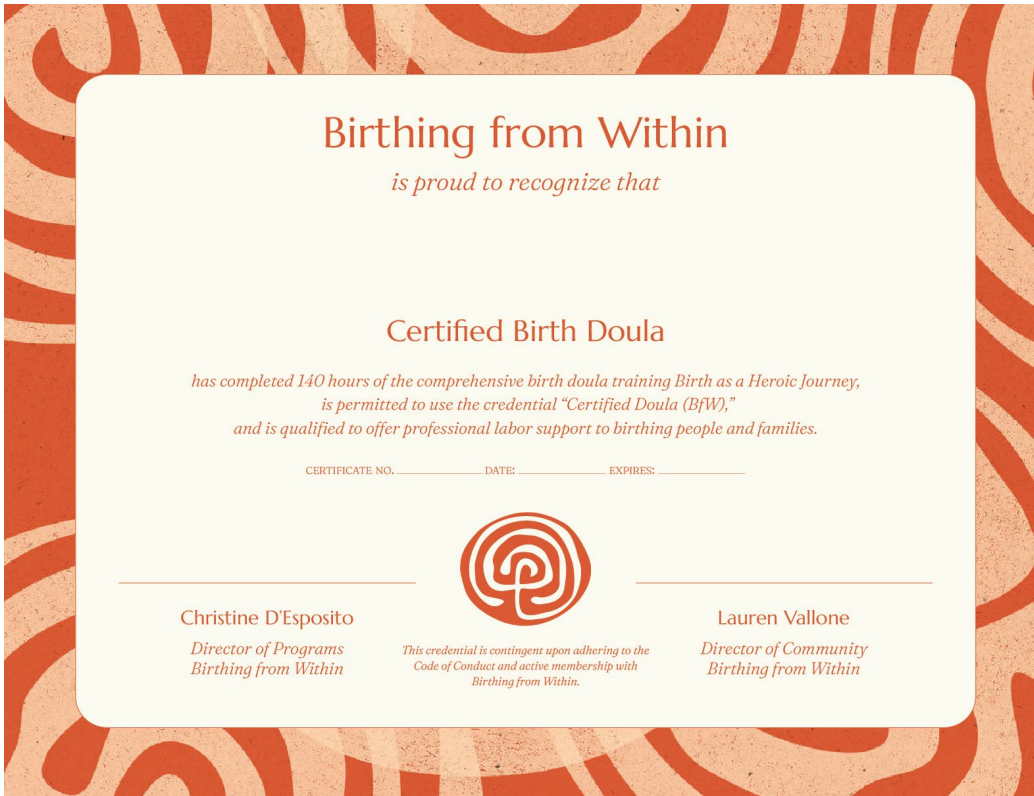 Birthing from Within
is proud to recognize that
Certified Birth Doula
has completed 140 hours of the comprehensive birth doula training Birth as a Heroic Journey,
is permitted to use the credential “Certified Doula (BfW),”
and is qualified to offer professional labor support to birthing people and families.
CERTIFICATE NO. DATE: EXPIRES:
Christine D'Esposito
Director of Programs
Birthing from Within
This credential is contingent upon adhering to the
Code of Conduct and active membership with
Birthing from Within.
Lauren Vallone
Director of Community
Birthing from Within